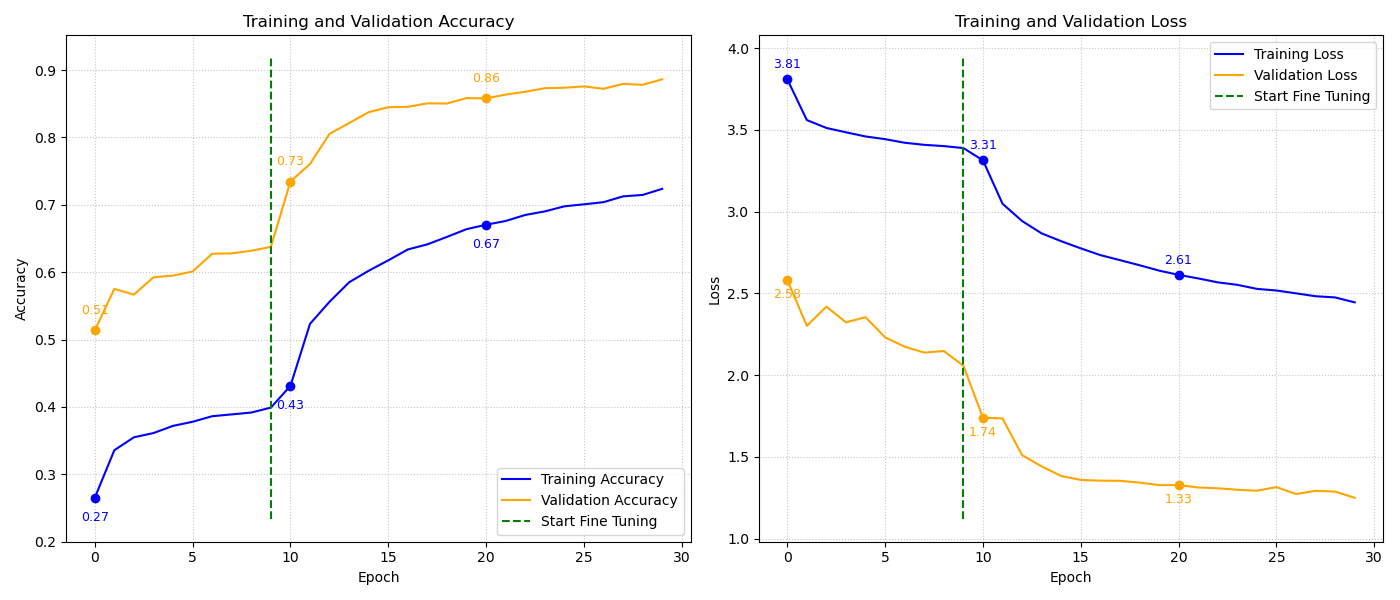 Training and Validation Accuracy
Accuracy
0.9
0.8
0.7
0.6
0.5
0.4
0.3
0.2
0.51
0.73
0.86
0.27
0.43
0.67
Training Accuracy
Validation Accuracy
Start Fine Tuning
0 5 10 15 20 25 30
Epoch
Training and Validation Loss
Loss
4.0
3.5
3.0
2.5
2.0
1.5
1.0
3.81
3.31
2.61
2.58
1.74
1.33
Training Loss
Validation Loss
Start Fine Tuning
0 5 10 15 20 25 30
Epoch